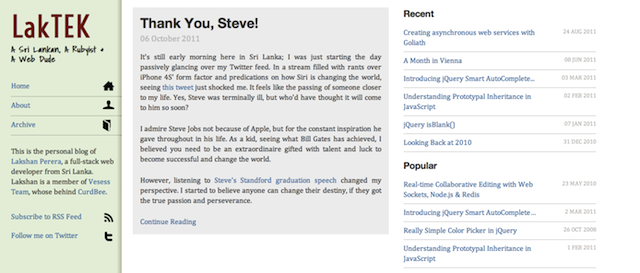 LakTEK
A Sri Lankan, A Rubyist &
A Web Dude
Home
About
Archive
This is the personal blog of
Lakshan Perera, a full-stack web
developer from Sri Lanka.
Lakshan is a member of Vesess
Team, whose behind CurdBee.
Subscribe to RSS Feed
Follow me on Twitter
Thank You, Steve!
06 October 2011
It's still early morning here in Sri Lanka; I was just starting the day
passively glancing over my Twitter feed. In a stream filled with rants over
iPhone 4S' form factor and predications on how Siri is changing the world,
seeing this tweet just shocked me. It feels like the passing of someone closer
to my life. Yes, Steve was terminally ill, but who'd have thought it will come
to him so soon?
I admire Steve Jobs not because of Apple, but for the constant inspiration he
gave throughout in his life. As a kid, seeing what Bill Gates has achieved, I
believed you need to be an extraordinaire gifted with talent and luck to
become successful and change the world.
However, listening to Steve's Standford graduation speech changed my
perspective. I started to believe anyone can change their destiny, if they got
the true passion and perseverance.
Continue Reading
Recent
Creating asynchronous web services with 24 AUG 2011
Goliath
A Month in Vienna 08 JUN 2011
Introducing jQuery Smart AutoComplete... 03 MAR 2011
Understanding Prototypal Inheritance in 02 FEB 2011
JavaScript
jQuery isBlank() 07 JAN 2011
Looking Back at 2010 31 DEC 2010
Popular
Real-time Collaborative Editing with Web 23 MAY 2010
Sockets, Node.js & Redis
Introducing jQuery Smart AutoComplete... 2 MAR 2011
Really Simple Color Picker in jQuery 26 OCT 2008
Understanding Prototypal Inheritance in 1 FEB 2011
JavaScript